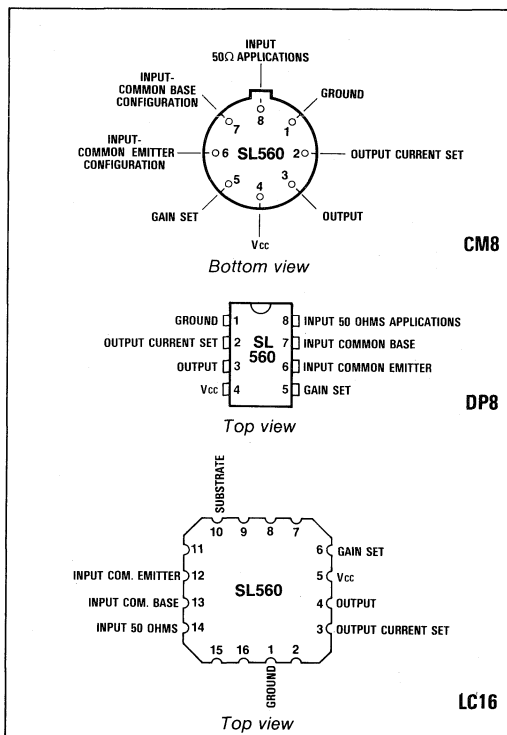 INPUT
50Ω APPLICATIONS
INPUT-
COMMON BASE
CONFIGURATION
GROUND
8
7
1
INPUT-
COMMON EMITTER
CONFIGURATION
6 SL560 2
OUTPUT CURRENT SET
5
4
3
GAIN SET
OUTPUT
Vcc
CM8
Bottom view
GROUND 1
8 INPUT 50 OHMS APPLICATIONS
OUTPUT CURRENT SET 2
SL
560
7 INPUT COMMON BASE
OUTPUT 3
6 INPUT COMMON EMITTER
Vcc 4
5 GAIN SET
DP8
Top view
SUBSTRATE
10 9 8 7
11
6 GAIN SET
INPUT COM. EMITTER 12
5 Vcc
INPUT COM. BASE 13
SL560
4 OUTPUT
INPUT 50 OHMS 14
3 OUTPUT CURRENT SET
15 16 1 2
GROUND
LC16
Top view